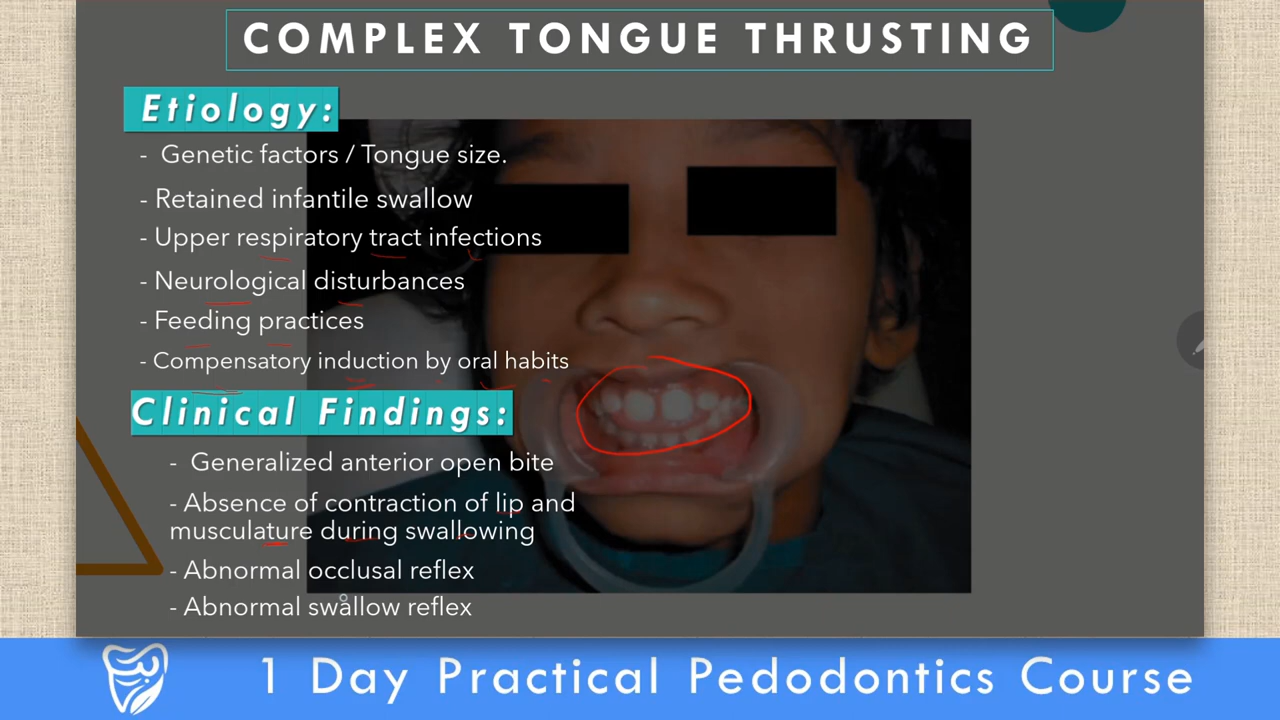 COMPLEX TONGUE THRUSTING
Etiology:
- Genetic factors / Tongue size.
- Retained infantile swallow
- Upper respiratory tract infections
- Neurological disturbances
- Feeding practices
- Compensatory induction by oral habits
Clinical Findings:
- Generalized anterior open bite
- Absence of contraction of lip and
musculature during swallowing
- Abnormal occlusal reflex
- Abnormal swallow reflex
1 Day Practical Pedodontics Course